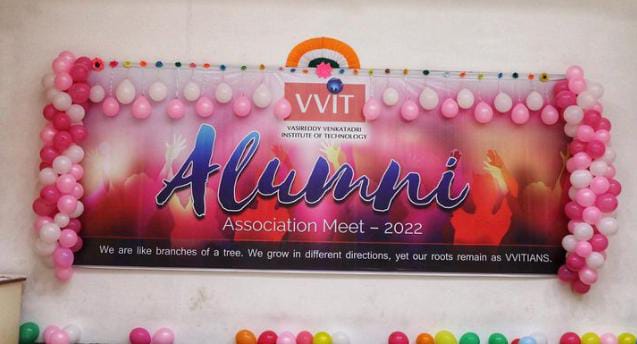 VVIT
VASIREDDY VENKATADRI
INSTITUTE OF TECHNOLOGY
Alumni
Association Meet – 2022
We are like branches of a tree. We grow in different directions, yet our roots remain as VVITIANS.